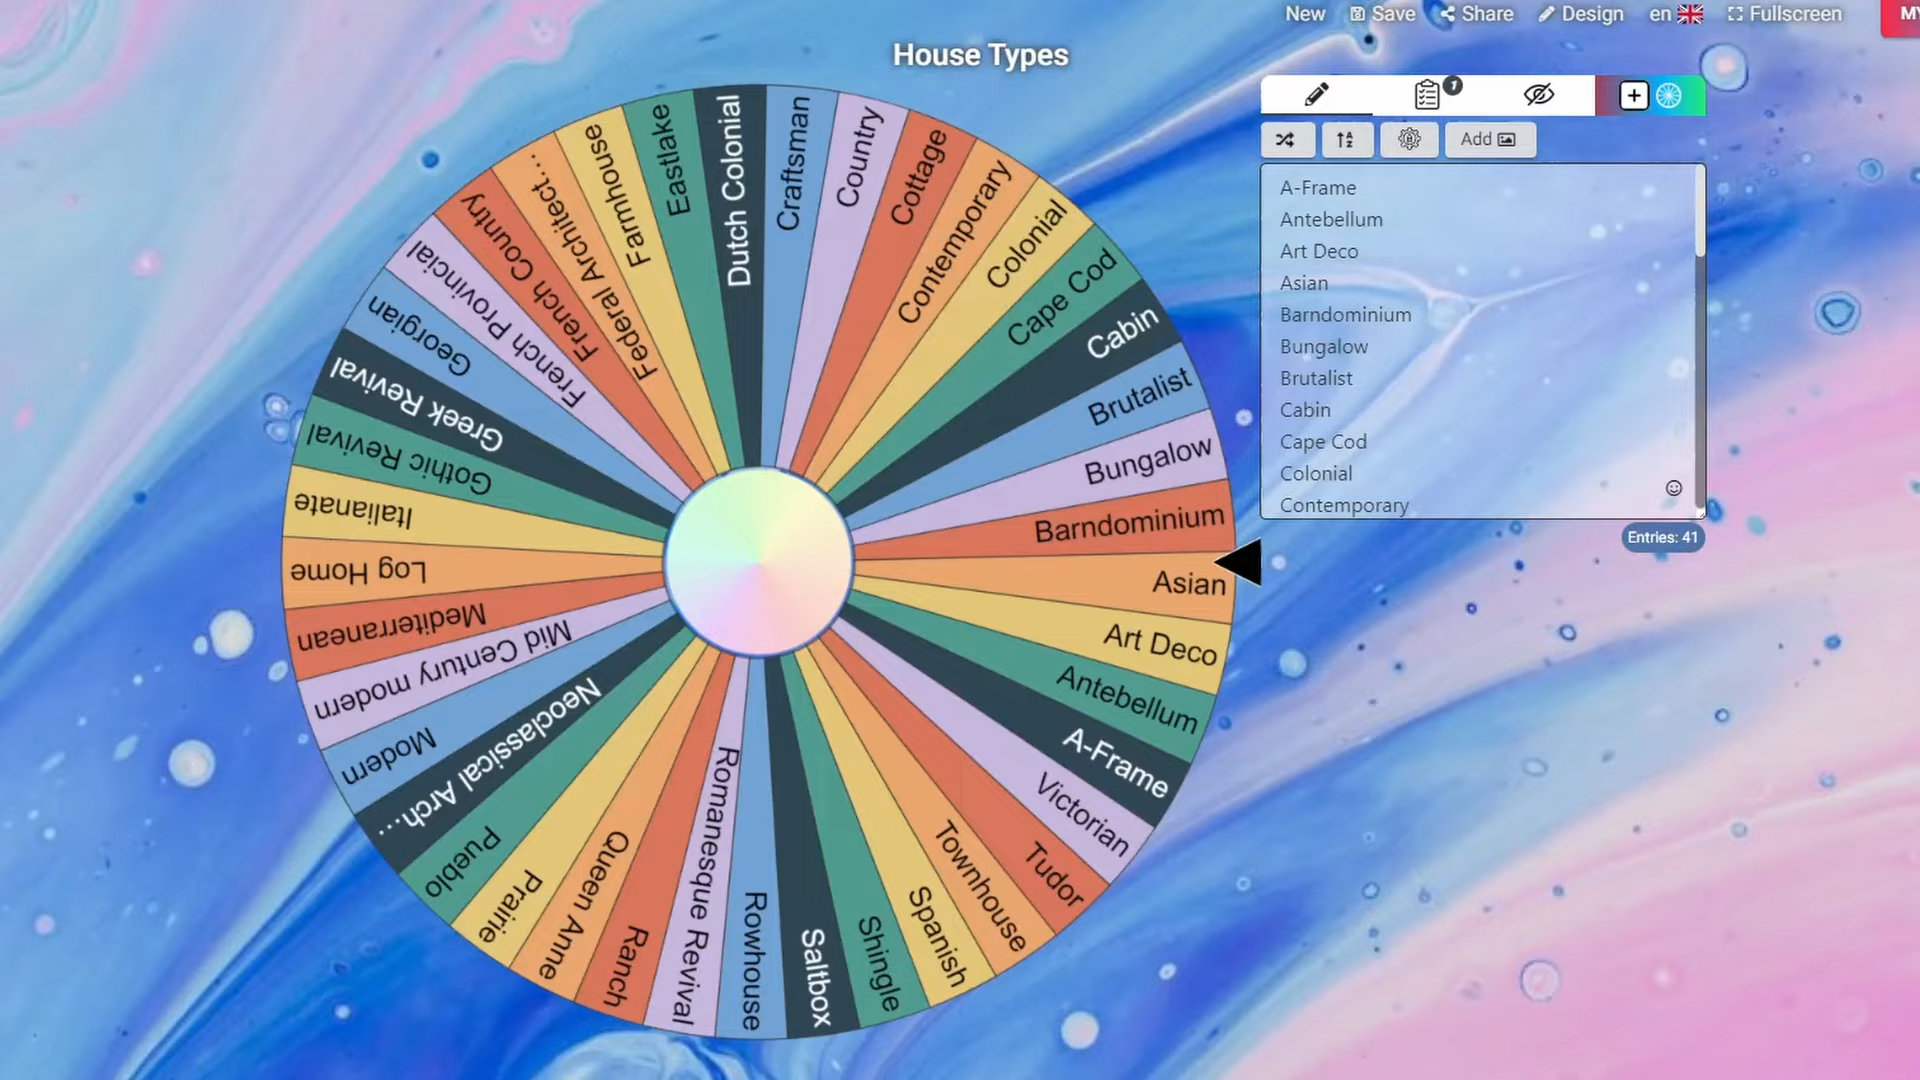 New
Save
Share
Design
en
Fullscreen
MY
House Types
1
Add
A-Frame
Antebellum
Art Deco
Asian
Barndominium
Bungalow
Brutalist
Cabin
Cape Cod
Colonial
Contemporary
Entries: 41
Dutch Colonial
Craftsman
Country
Cottage
Contemporary
Colonial
Cape Cod
Cabin
Brutalist
Bungalow
Barndominium
Asian
Art Deco
Antebellum
A-Frame
Victorian
Tudor
Townhouse
Spanish
Shingle
Saltbox
Rowhouse
Romanesque Revival
Ranch
Queen Anne
Prairie
Pueblo
Neoclassical Arch...
Modern
Mid Century modern
Mediterranean
Log Home
Italianate
Gothic Revival
Greek Revival
Georgian
French Provincial
French Country
Federal Architect...
Farmhouse
Eastlake